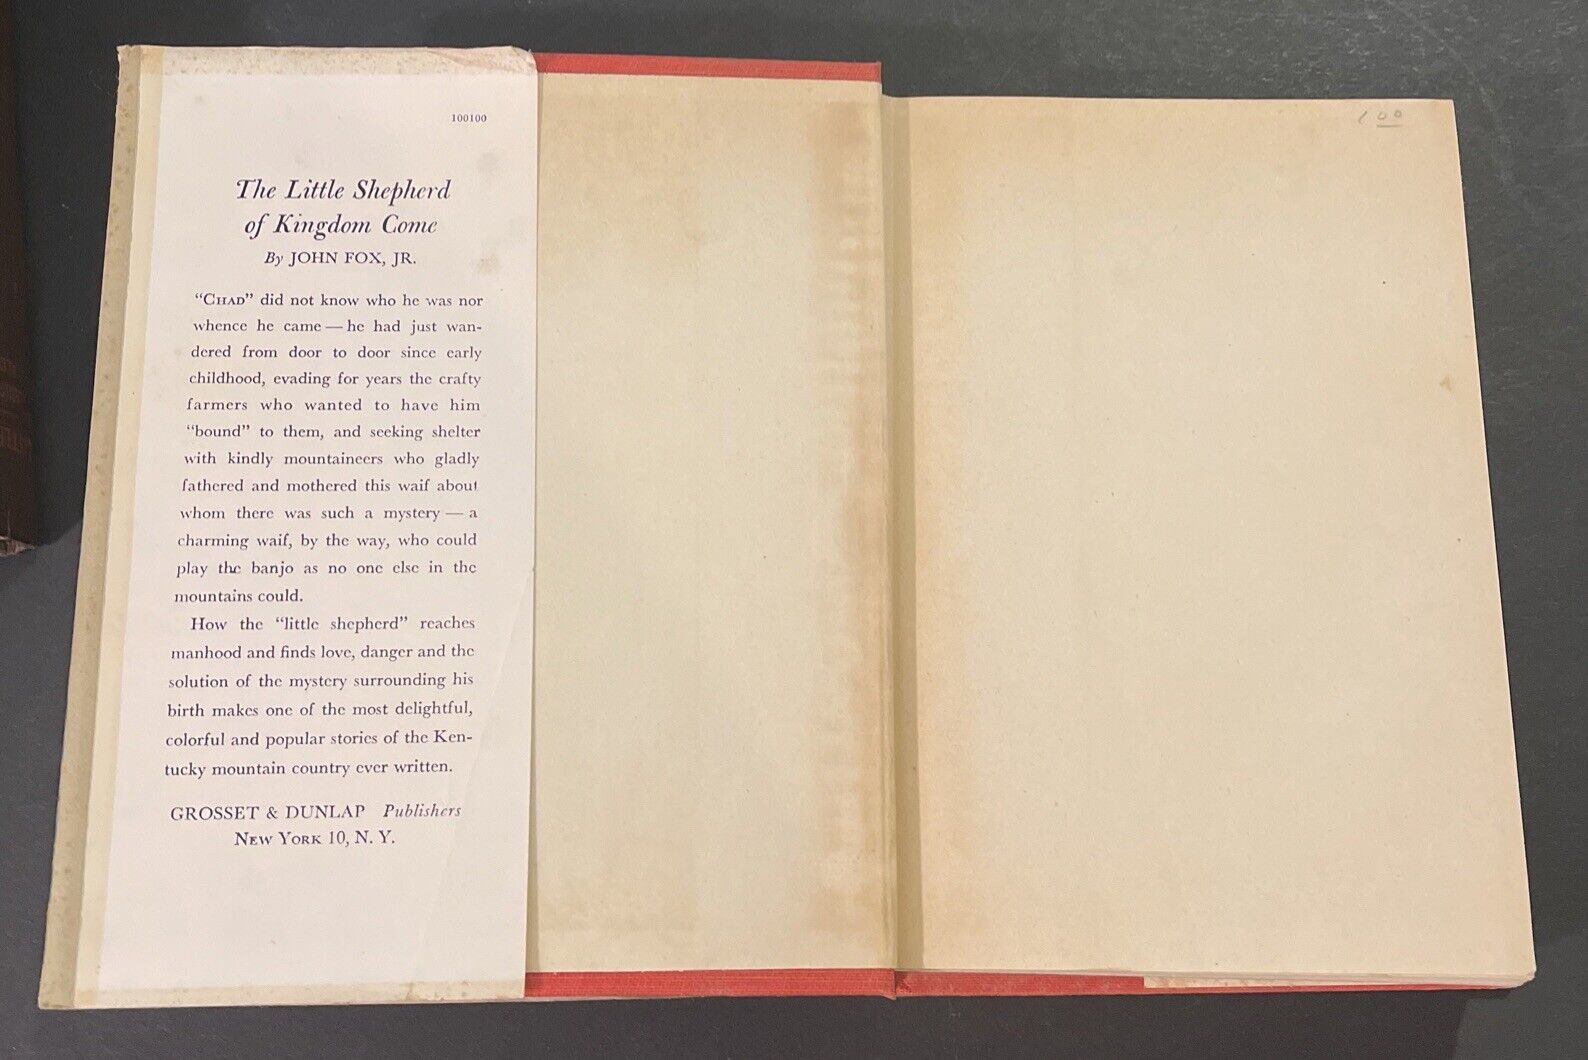 100100
The Little Shepherd
of Kingdom Come
By JOHN FOX, JR.
"CHAD" did not know who he was nor
whence he came — he had just wan-
dered from door to door since early
childhood, evading for years the crafty
farmers who wanted to have him
"bound" to them, and seeking shelter
with kindly mountaineers who gladly
fathered and mothered this waif about
whom there was such a mystery — a
charming waif, by the way, who could
play the banjo as no one else in the
mountains could.
How the "little shepherd" reaches
manhood and finds love, danger and the
solution of the mystery surrounding his
birth makes one of the most delightful,
colorful and popular stories of the Ken-
tucky mountain country ever written.
GROSSET & DUNLAP Publishers
NEW YORK 10, N. Y.